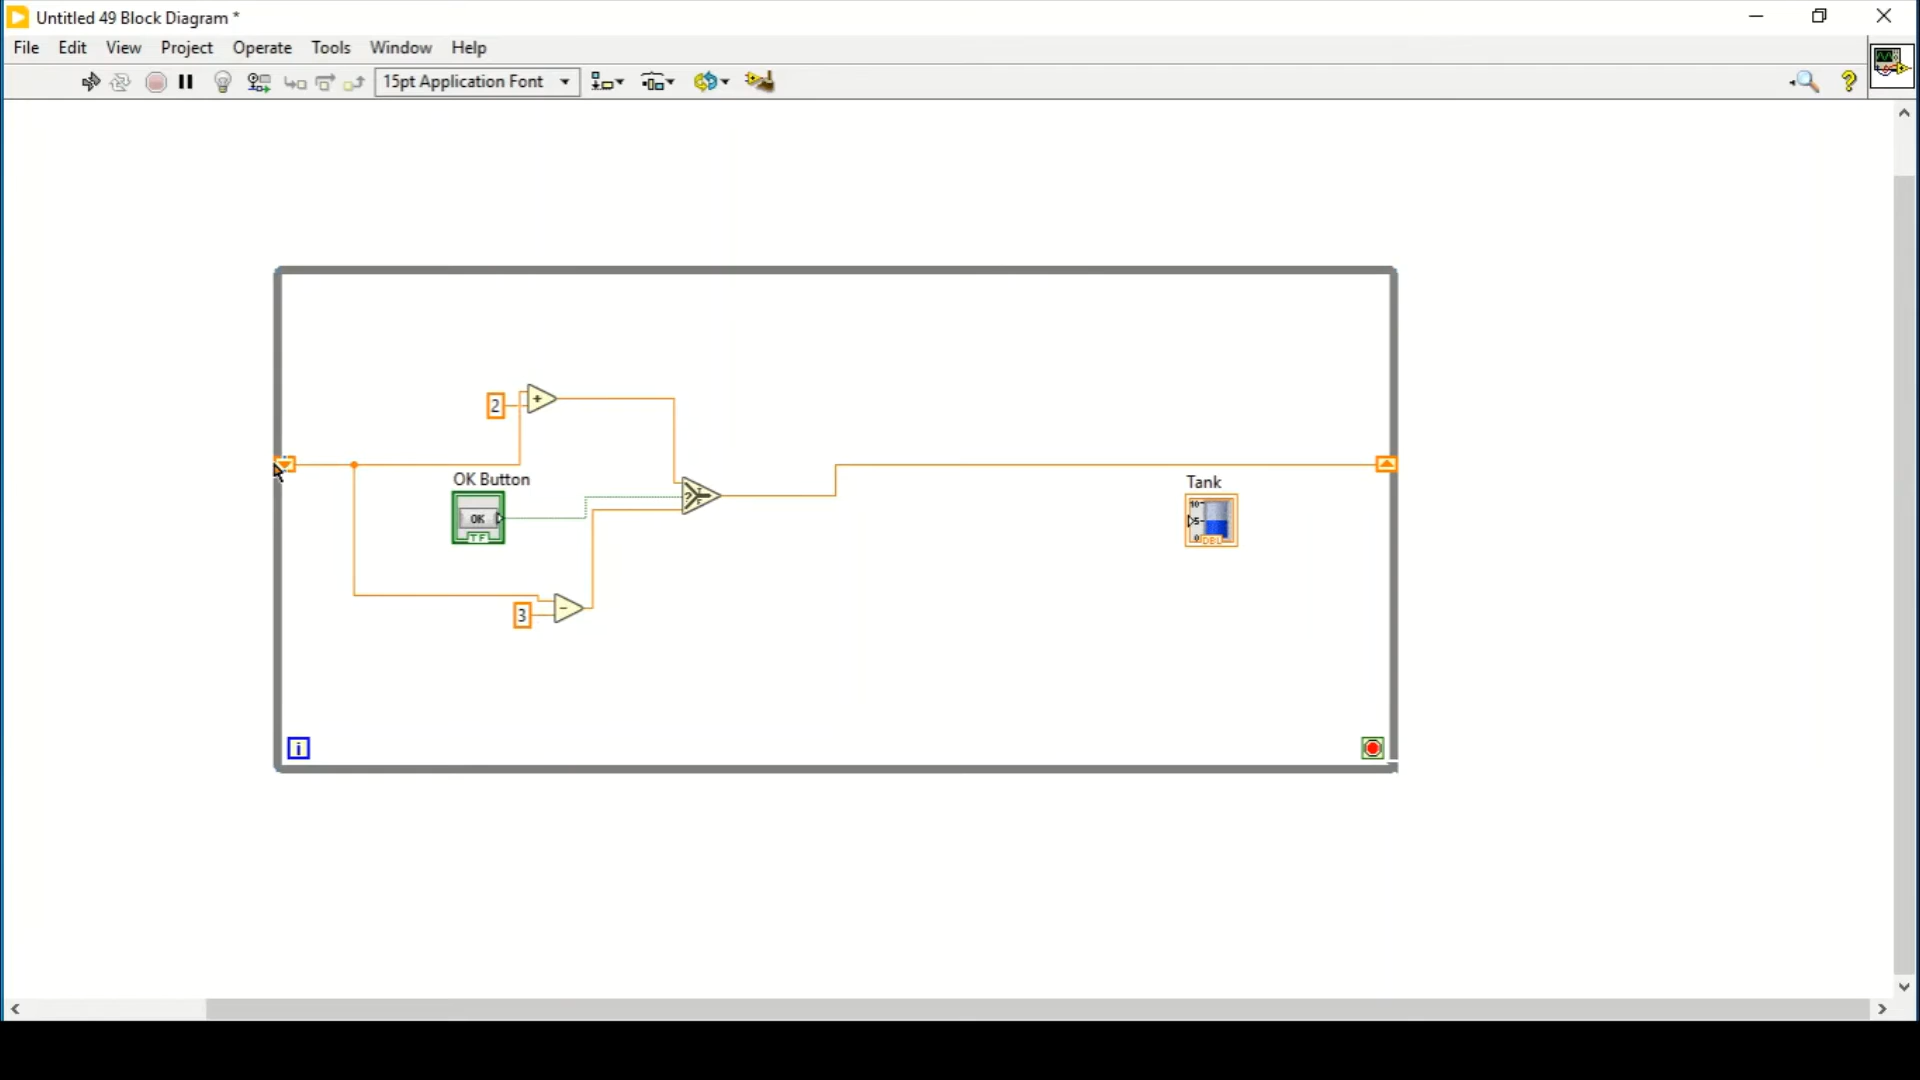 Untitled 49 Block Diagram *
File Edit View Project Operate Tools Window Help
15pt Application Font
?
2
+
OK Button
OK
TF
?
T
F
Tank
10
5
0
DBL
3
-
i